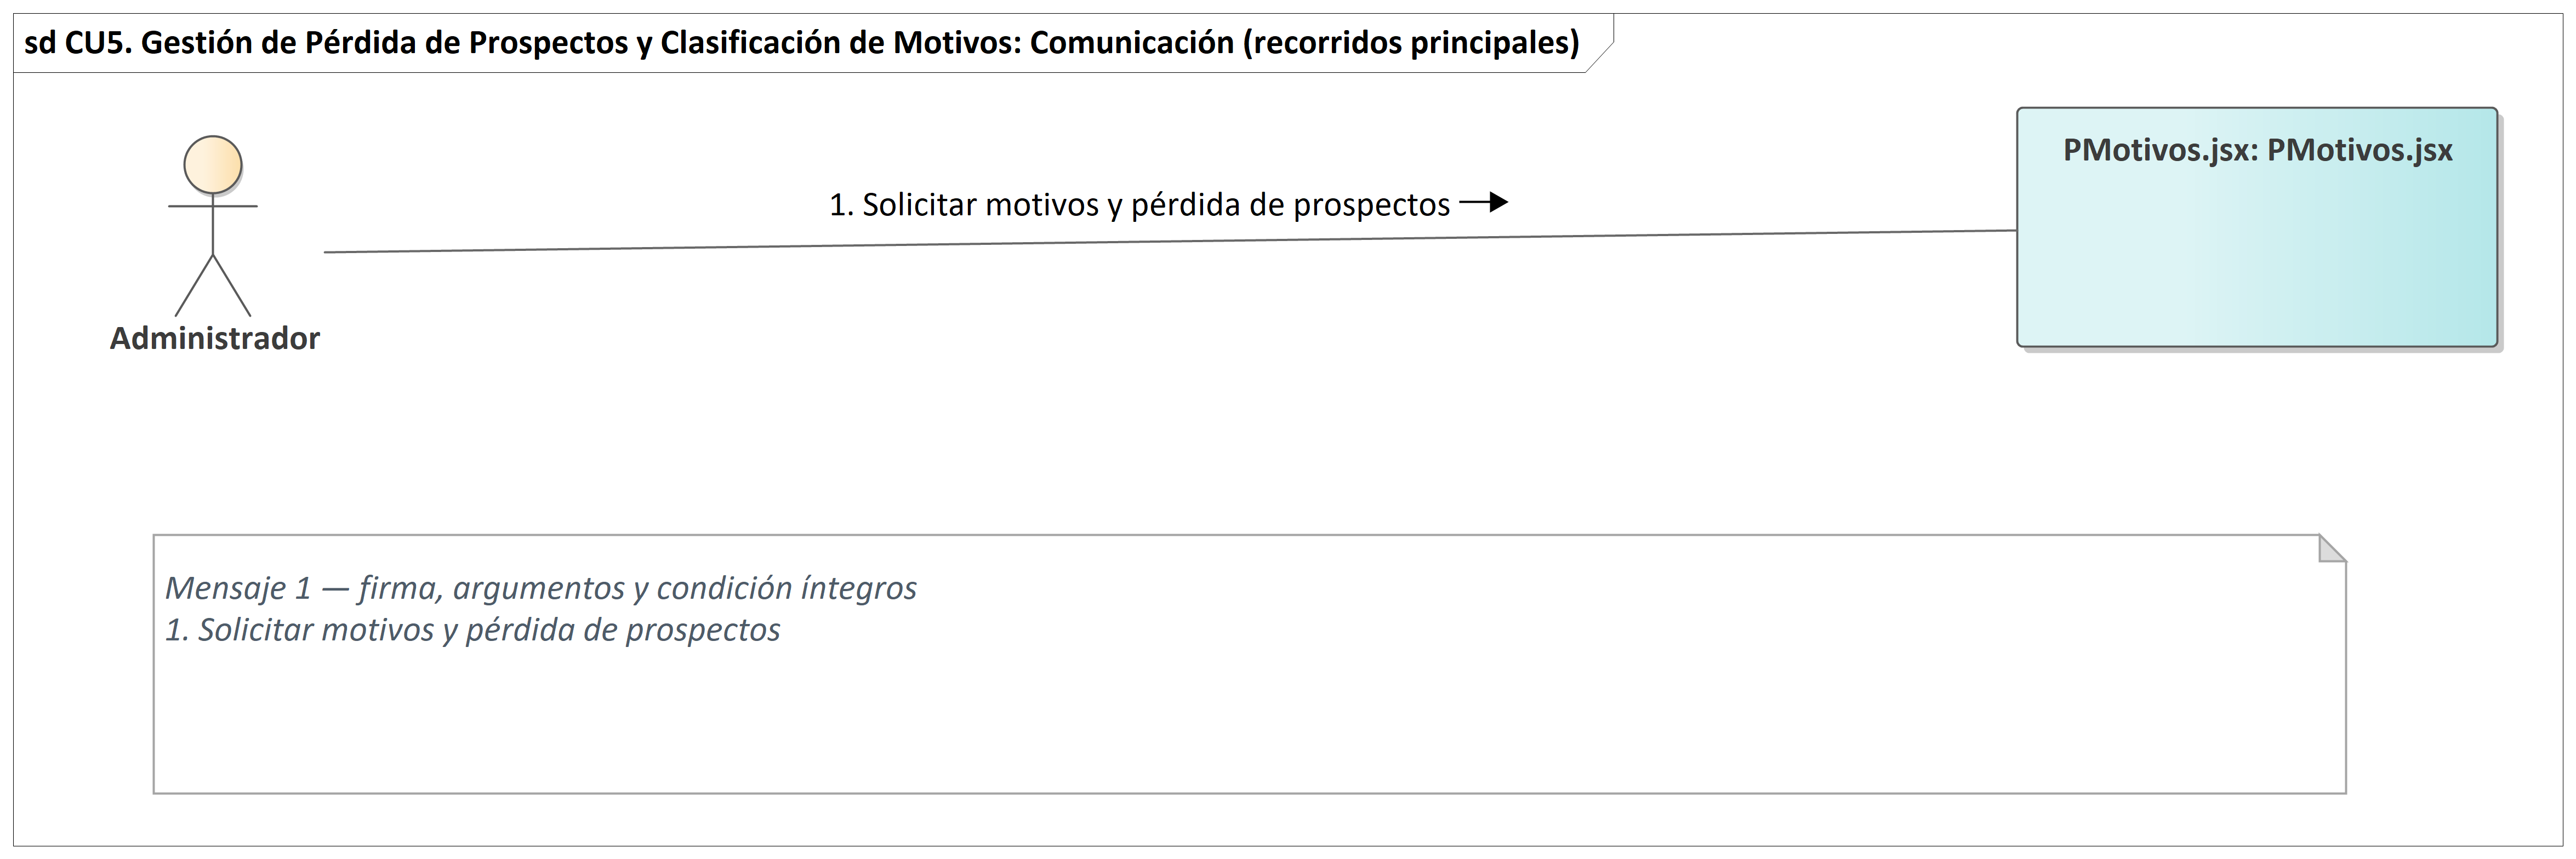 sd CU5. Gestión de Pérdida de Prospectos y Clasificación de Motivos: Comunicación (recorridos principales)
1. Solicitar motivos y pérdida de prospectos
PMotivos.jsx: PMotivos.jsx
Administrador
Mensaje 1 — firma, argumentos y condición íntegros
1. Solicitar motivos y pérdida de prospectos